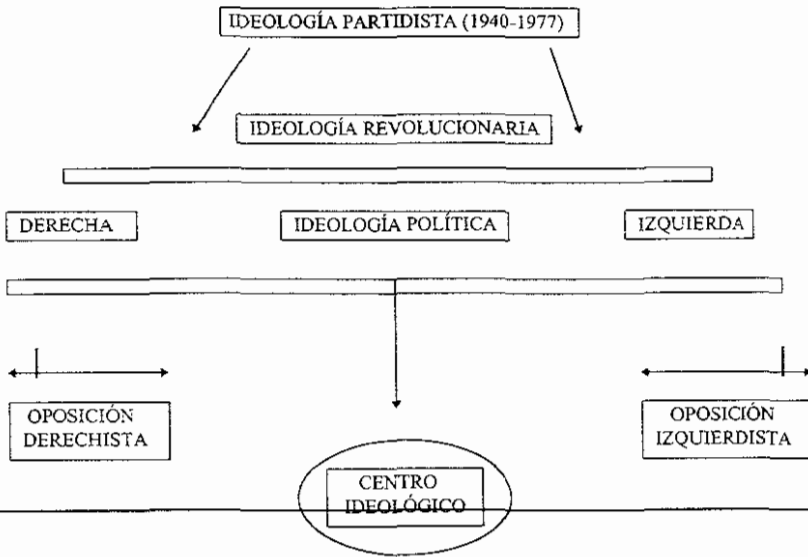 IDEOLOGÍA PARTIDISTA (1940-1977)
IDEOLOGÍA REVOLUCIONARIA
DERECHA
IDEOLOGÍA POLÍTICA
IZQUIERDA
OPOSICIÓN
DERECHISTA
OPOSICIÓN
IZQUIERDISTA
CENTRO
IDEOLÓGICO